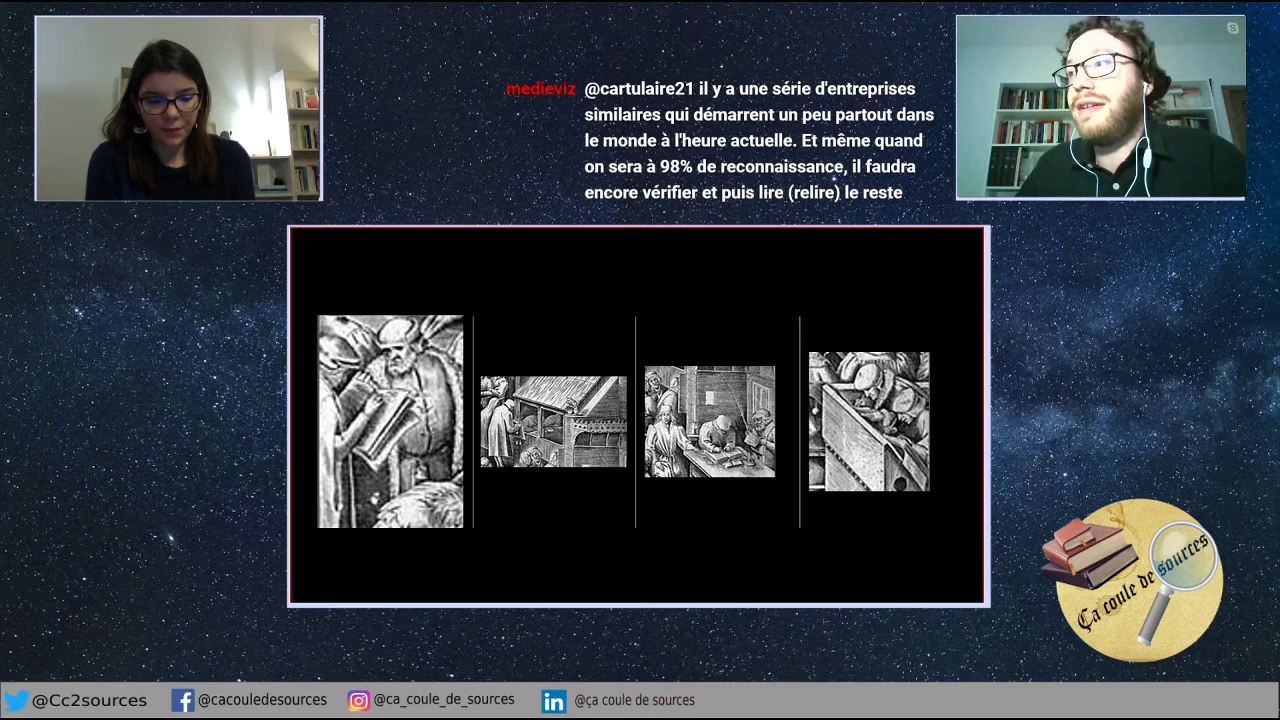 medieviz @cartulaire21 il y a une série d'entreprises
similaires qui démarrent un peu partout dans
le monde à l'heure actuelle. Et même quand
on sera à 98% de reconnaissance, il faudra
encore vérifier et puis lire (relire) le reste
Ça coule de sources
@Cc2sources @cacouledesources @ca_coule_de_sources @ça coule de sources